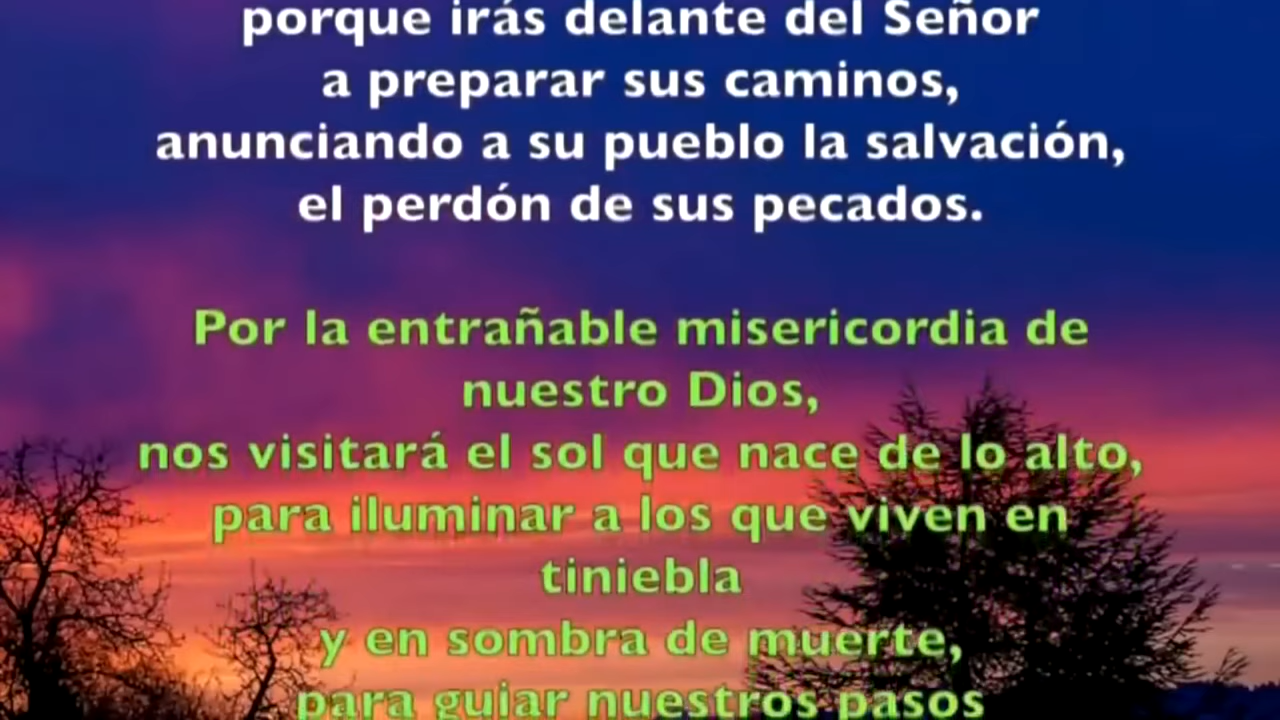 porque irás delante del Señor
a preparar sus caminos,
anunciando a su pueblo la salvación,
el perdón de sus pecados.
Por la entrañable misericordia de
nuestro Dios,
nos visitará el sol que nace de lo alto,
para iluminar a los que viven en
tiniebla
y en sombra de muerte,
para guiar nuestros pasos